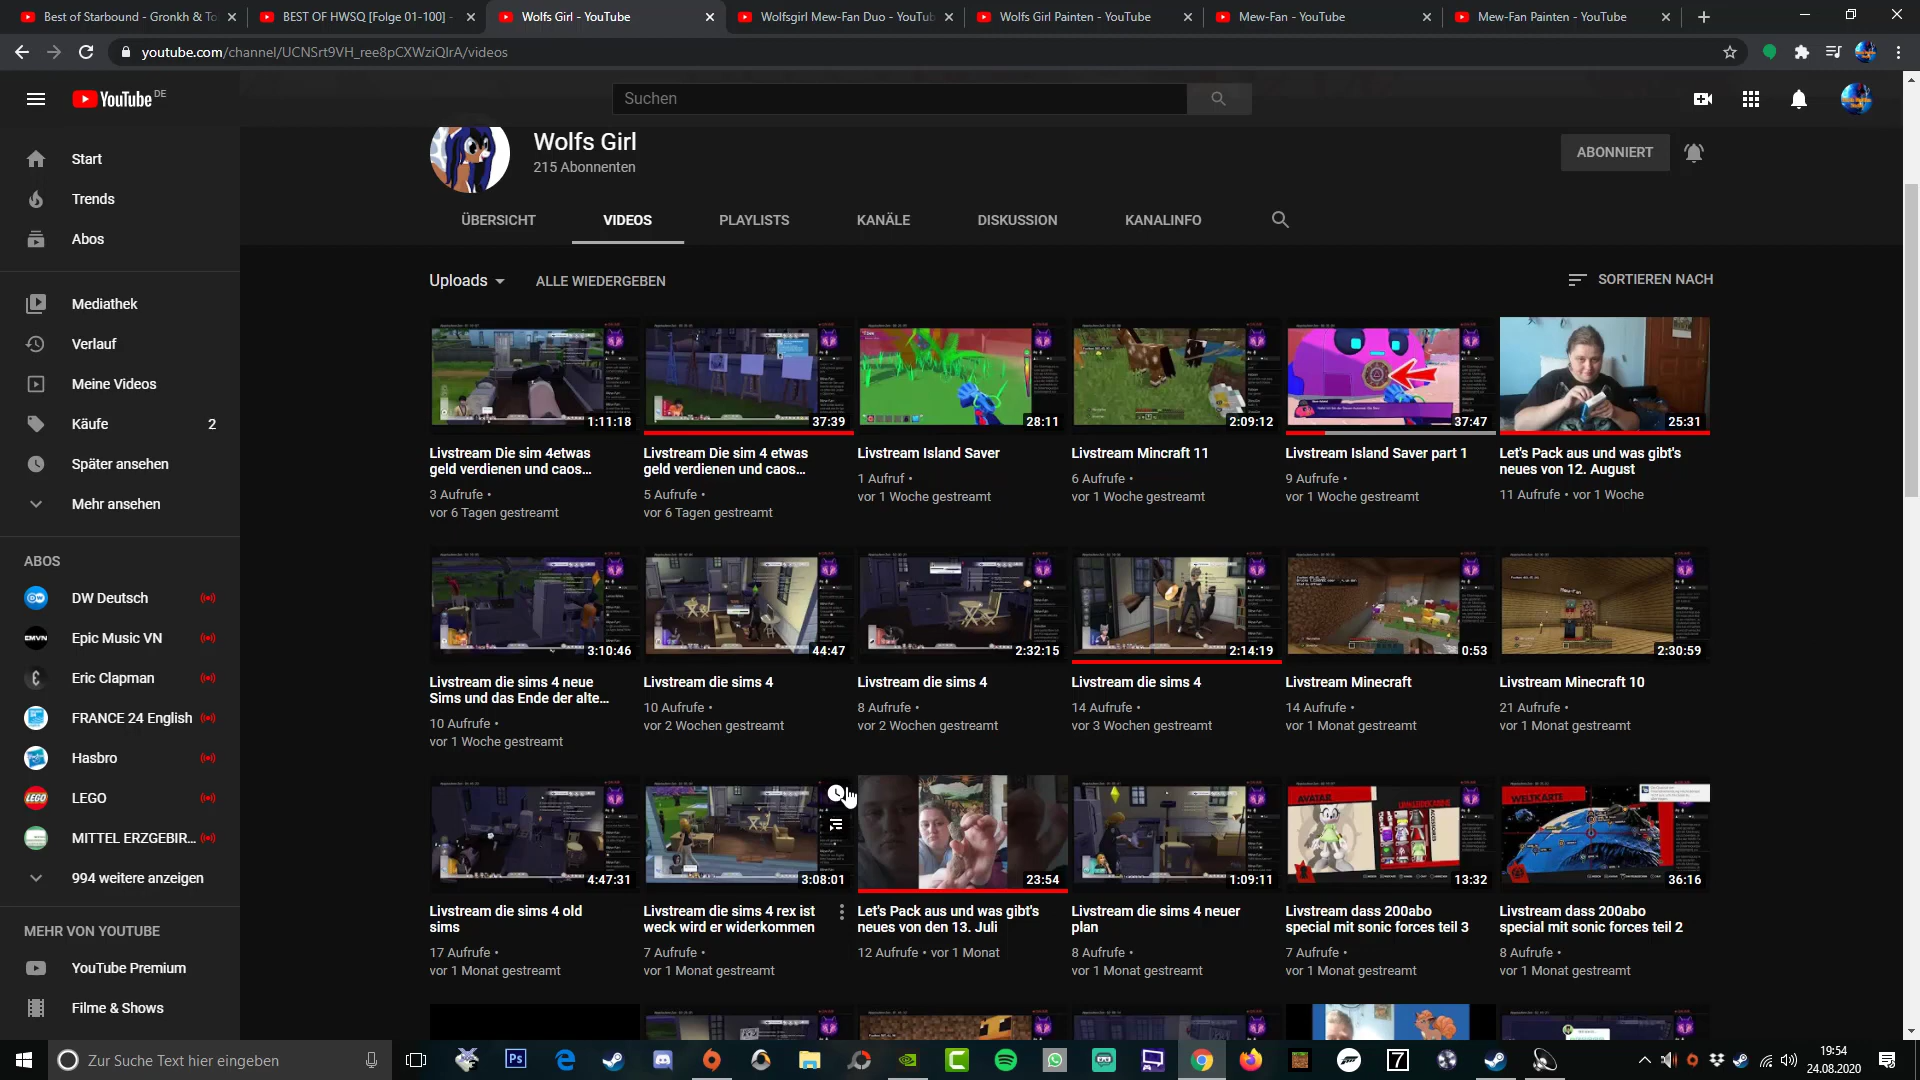 Best of Starbound - Gronkh & To
BEST OF HWSQ [Folge 01-100] -
Wolfs Girl - YouTube
Wolfsgirl Mew-Fan Duo - YouTub
Wolfs Girl Painten - YouTube
Mew-Fan - YouTube
Mew-Fan Painten - YouTube
youtube.com/channel/UCNSrt9VH_ree8pCXWziQlrA/videos
YouTube DE
Suchen
Start
Trends
Abos
Mediathek
Verlauf
Meine Videos
Käufe 2
Später ansehen
Mehr ansehen
ABOS
DW Deutsch
Epic Music VN
Eric Clapman
FRANCE 24 English
Hasbro
LEGO
MITTEL ERZGEBIR...
994 weitere anzeigen
MEHR VON YOUTUBE
YouTube Premium
Filme & Shows
Wolfs Girl
215 Abonnenten
ABONNIERT
ÜBERSICHT
VIDEOS
PLAYLISTS
KANÄLE
DISKUSSION
KANALINFO
Uploads
ALLE WIEDERGEBEN
SORTIEREN NACH
1:11:18
Livstream Die sim 4etwas
geld verdienen und caos...
3 Aufrufe •
vor 6 Tagen gestreamt
37:39
Livstream Die sim 4 etwas
geld verdienen und caos...
5 Aufrufe •
vor 6 Tagen gestreamt
28:11
Livstream Island Saver
1 Aufruf •
vor 1 Woche gestreamt
2:09:12
Livstream Mincraft 11
6 Aufrufe •
vor 1 Woche gestreamt
37:47
Livstream Island Saver part 1
9 Aufrufe •
vor 1 Woche gestreamt
25:31
Let's Pack aus und was gibt's
neues von 12. August
11 Aufrufe • vor 1 Woche
3:10:46
Livstream die sims 4 neue
Sims und das Ende der alte...
10 Aufrufe •
vor 1 Woche gestreamt
44:47
Livstream die sims 4
10 Aufrufe •
vor 2 Wochen gestreamt
2:32:15
Livstream die sims 4
8 Aufrufe •
vor 2 Wochen gestreamt
2:14:19
Livstream die sims 4
14 Aufrufe •
vor 3 Wochen gestreamt
0:53
Livstream Minecraft
14 Aufrufe •
vor 1 Monat gestreamt
2:30:59
Livstream Minecraft 10
21 Aufrufe •
vor 1 Monat gestreamt
4:47:31
Livstream die sims 4 old
sims
17 Aufrufe •
vor 1 Monat gestreamt
3:08:01
Livstream die sims 4 rex ist
weck wird er widerkommen
7 Aufrufe •
vor 1 Monat gestreamt
23:54
Let's Pack aus und was gibt's
neues von den 13. Juli
12 Aufrufe • vor 1 Monat
1:09:11
Livstream die sims 4 neuer
plan
8 Aufrufe •
vor 1 Monat gestreamt
AVATAR
13:32
Livstream dass 200abo
special mit sonic forces teil 3
7 Aufrufe •
vor 1 Monat gestreamt
WELTKARTE
36:16
Livstream dass 200abo
special mit sonic forces teil 2
8 Aufrufe •
vor 1 Monat gestreamt
Zur Suche Text hier eingeben
19:54
24.08.2020